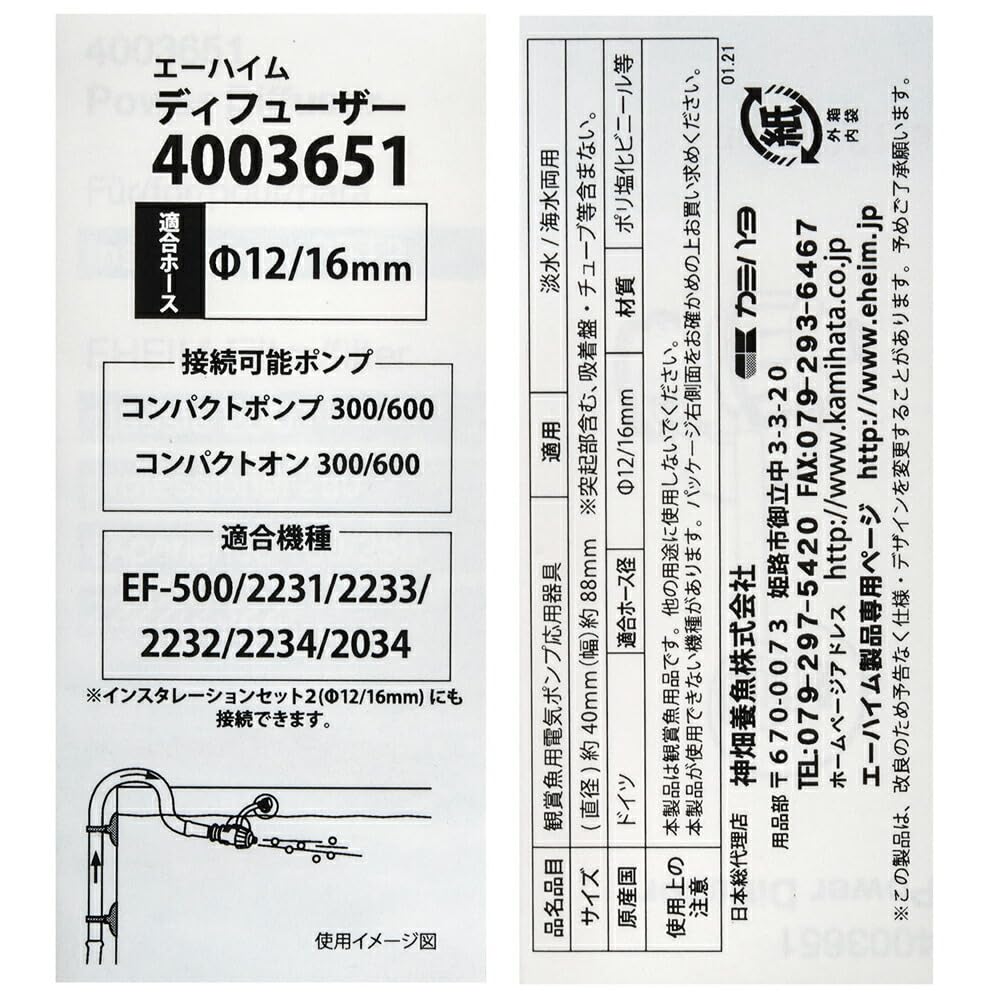 エーハイム
ディフューザー
4003651
適合ホース
Φ12/16mm
接続可能ポンプ
コンパクトポンプ 300/600
コンパクトオン 300/600
適合機種
EF-500/2231/2233/
2232/2234/2034
※インスタレーションセット2(Φ12/16mm) にも
接続できます。
使用イメージ図
品名品目 観賞魚用電気ポンプ応用器具 適用 淡水/海水両用
サイズ (直径)約40mm(幅)約88mm ※突起部含む、吸着盤・チューブ等含まない。
原産国 ドイツ 適合ホース径 Φ12/16mm 材質 ポリ塩化ビニール等
使用上の
注意
本製品は観賞魚用品です。他の用途に使用しないでください。
本製品が使用できない機種があります。パッケージ右側面をお確かめの上お買い求めください。
01.21
日本総代理店 神畑養魚株式会社 カミハタ
用品部 〒670-0073 姫路市御立中3-3-20
TEL:079-297-5420 FAX:079-293-6467
ホームページアドレス http://www.kamihata.co.jp
エーハイム製品専用ページ http://www.eheim.jp
※この製品は、改良のため予告なく仕様・デザインを変更することがあります。予めご了承願います。
紙
外箱
内袋
4003651
Power Diffuser